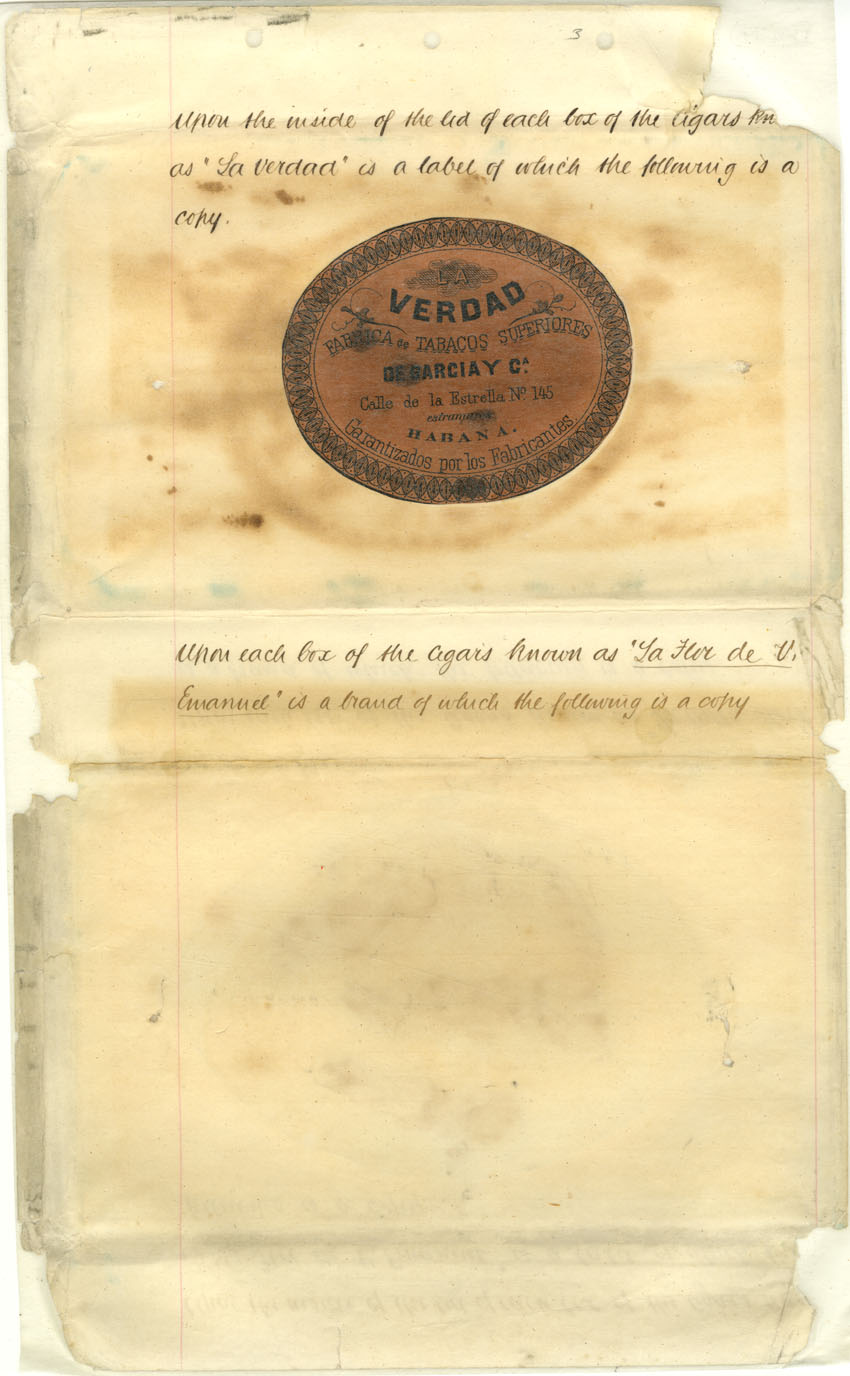 3
Upon the inside of the lid of each box of the cigars kn
as "La Verdad" is a label of which the following is a
copy.
LA
VERDAD
FABRICA de TABACOS SUPERIORES
DE GARCIA Y Cᴬ
Calle de la Estrella Nº 145
HABANA.
Garantizados por los Fabricantes.
Upon each box of the cigars known as "La Flor de V.
Emanuel" is a brand of which the following is a copy